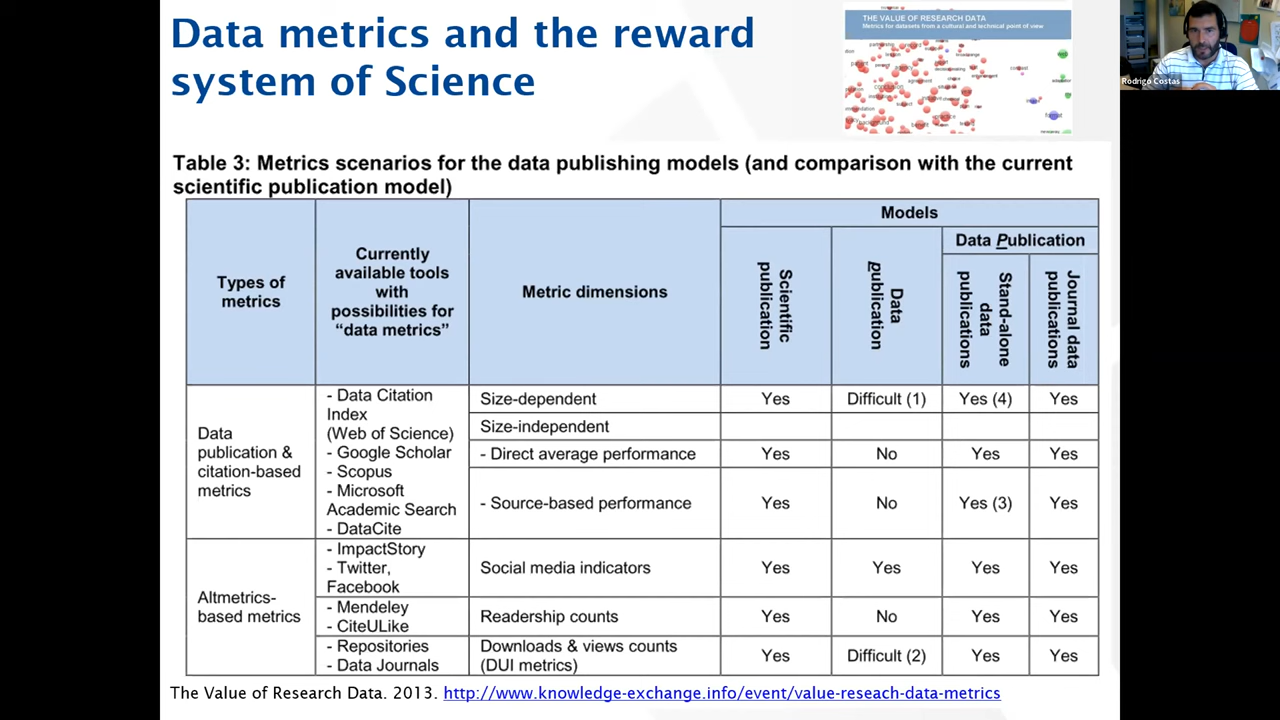 Data metrics and the reward
system of Science
THE VALUE OF RESEARCH DATA
Metrics for datasets from a cultural and technical point of view
Rodrigo Costas
Table 3: Metrics scenarios for the data publishing models (and comparison with the current
scientific publication model)
Types of
metrics
Currently
available tools
with
possibilities for
“data metrics”
Metric dimensions
Models
Scientific
publication
Data
publication
Data Publication
Stand-alone
data
publications
Journal data
publications
Data
publication &
citation-based
metrics
- Data Citation
Index
(Web of Science)
- Google Scholar
- Scopus
- Microsoft
Academic Search
- DataCite
Size-dependent Yes Difficult (1) Yes (4) Yes
Size-independent
- Direct average performance Yes No Yes Yes
- Source-based performance Yes No Yes (3) Yes
Altmetrics-
based metrics
- ImpactStory
- Twitter,
Facebook
Social media indicators Yes Yes Yes Yes
- Mendeley
- CiteULike
Readership counts Yes No Yes Yes
- Repositories
- Data Journals
Downloads & views counts
(DUI metrics)
Yes Difficult (2) Yes Yes
The Value of Research Data. 2013. http://www.knowledge-exchange.info/event/value-reseach-data-metrics